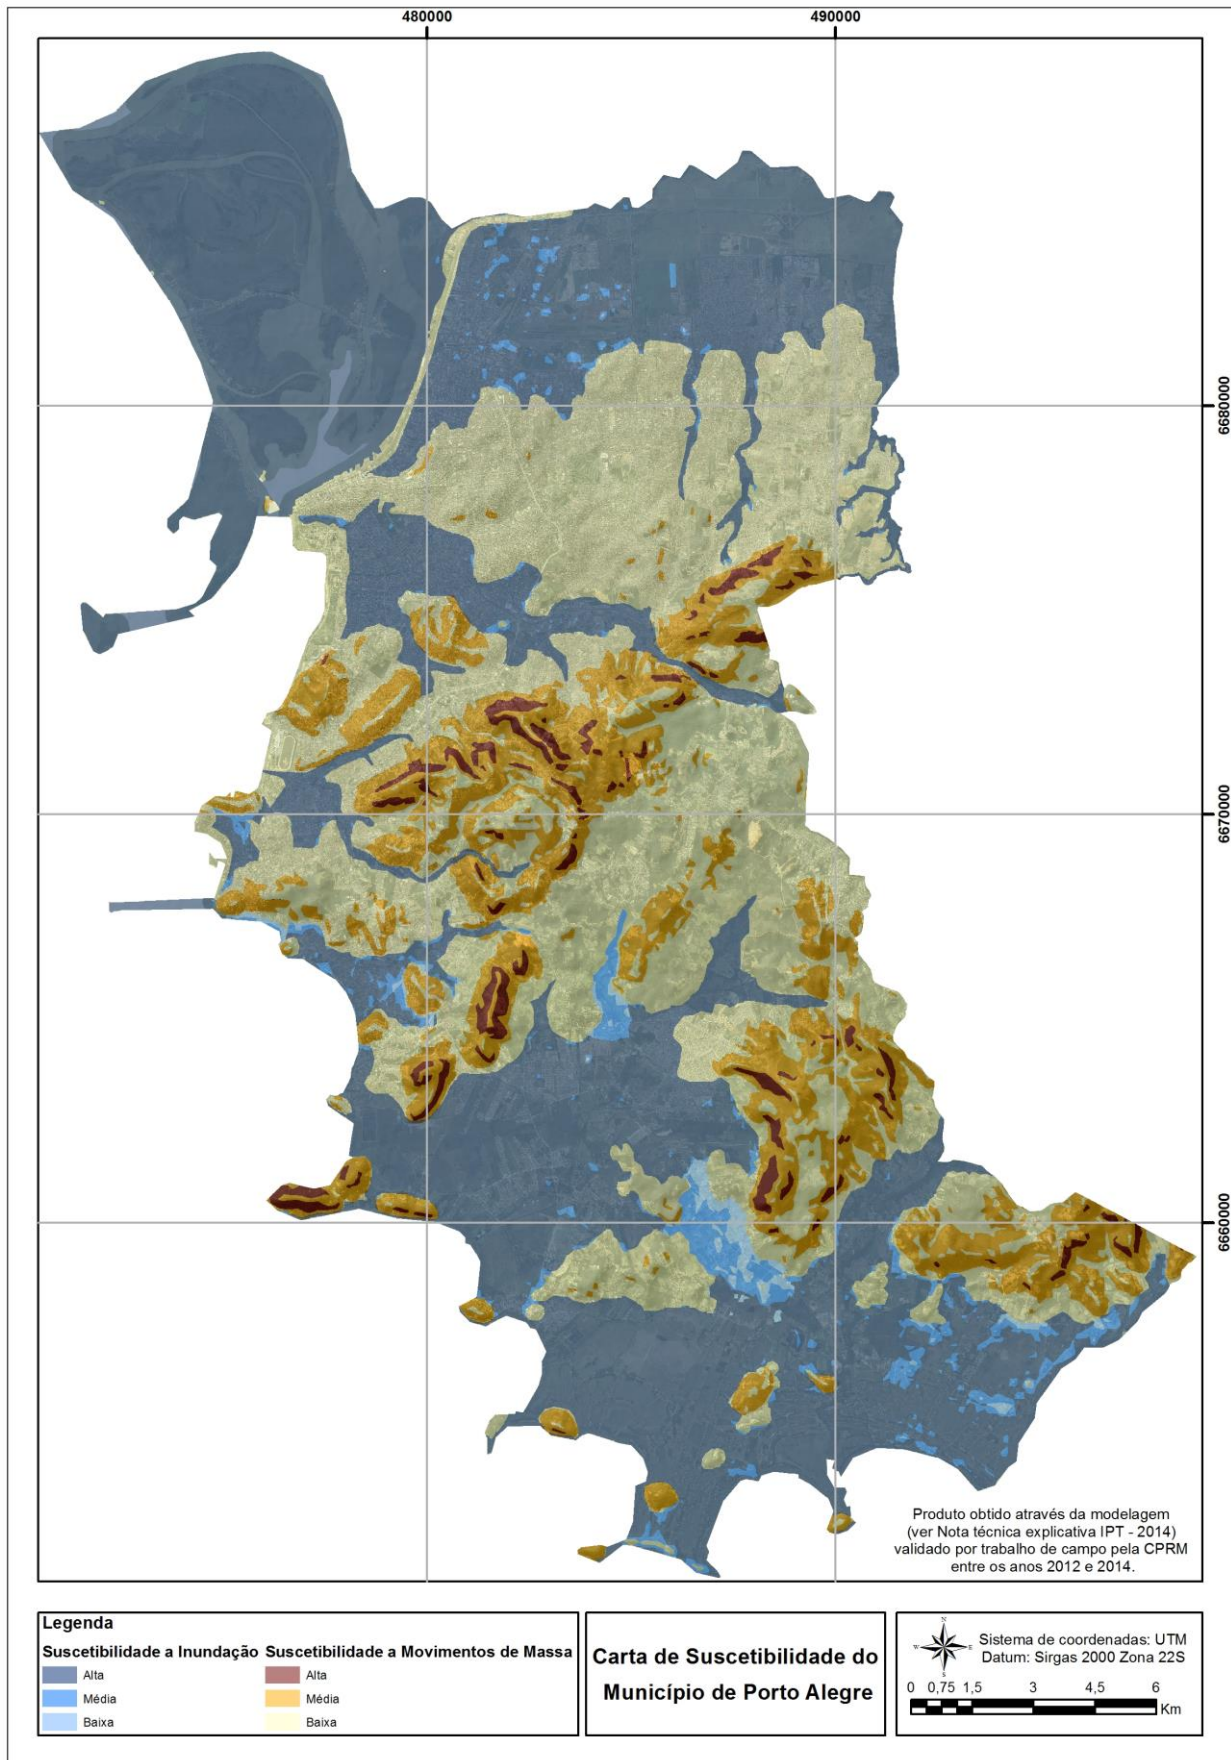 480000
490000
6680000
6670000
6660000
Produto obtido através da modelagem
(ver Nota técnica explicativa IPT - 2014)
validado por trabalho de campo pela CPRM
entre os anos 2012 e 2014.
Legenda
Suscetibilidade a Inundação
Alta
Média
Baixa
Suscetibilidade a Movimentos de Massa
Alta
Média
Baixa
Carta de Suscetibilidade do
Município de Porto Alegre
N
W
E
S
Sistema de coordenadas: UTM
Datum: Sirgas 2000 Zona 22S
0 0,75 1,5 3 4,5 6
Km